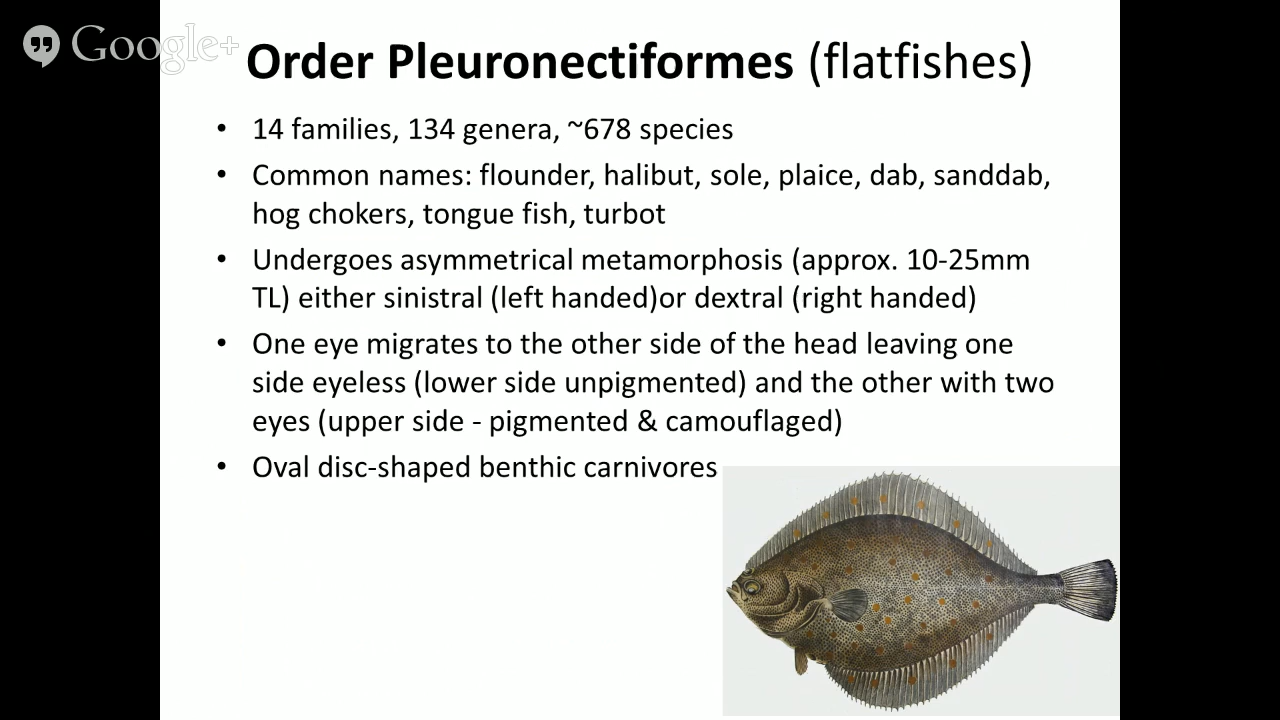 Google+
Order Pleuronectiformes (flatfishes)
• 14 families, 134 genera, ~678 species
• Common names: flounder, halibut, sole, plaice, dab, sanddab,
hog chokers, tongue fish, turbot
• Undergoes asymmetrical metamorphosis (approx. 10-25mm
TL) either sinistral (left handed)or dextral (right handed)
• One eye migrates to the other side of the head leaving one
side eyeless (lower side unpigmented) and the other with two
eyes (upper side - pigmented & camouflaged)
• Oval disc-shaped benthic carnivores